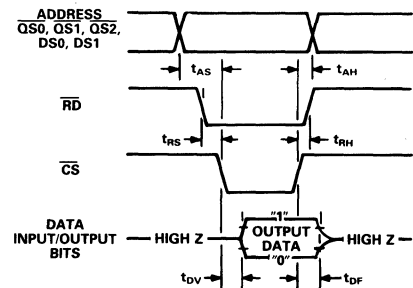 ADDRESS
QS0, QS1, QS2,
DS0, DS1
tAS
tAH
RD
tRS
tRH
CS
DATA
INPUT/OUTPUT
BITS
HIGH Z
"1"
OUTPUT
DATA
"0"
HIGH Z
tDV
tDF